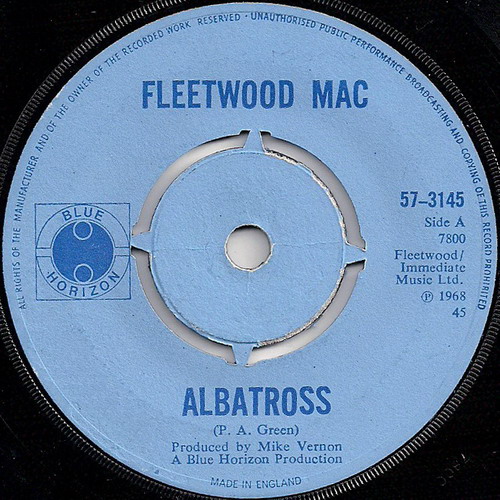 ALL RIGHTS OF THE MANUFACTURER AND OF THE OWNER OF THE RECORDED WORK RESERVED · UNAUTHORISED PUBLIC PERFORMANCE BROADCASTING AND COPYING OF THIS RECORD PROHIBITED
FLEETWOOD MAC
BLUE
HORIZON
57-3145
Side A
7800
Fleetwood/
Immediate
Music Ltd.
℗ 1968
45
ALBATROSS
(P. A. Green)
Produced by Mike Vernon
A Blue Horizon Production
MADE IN ENGLAND